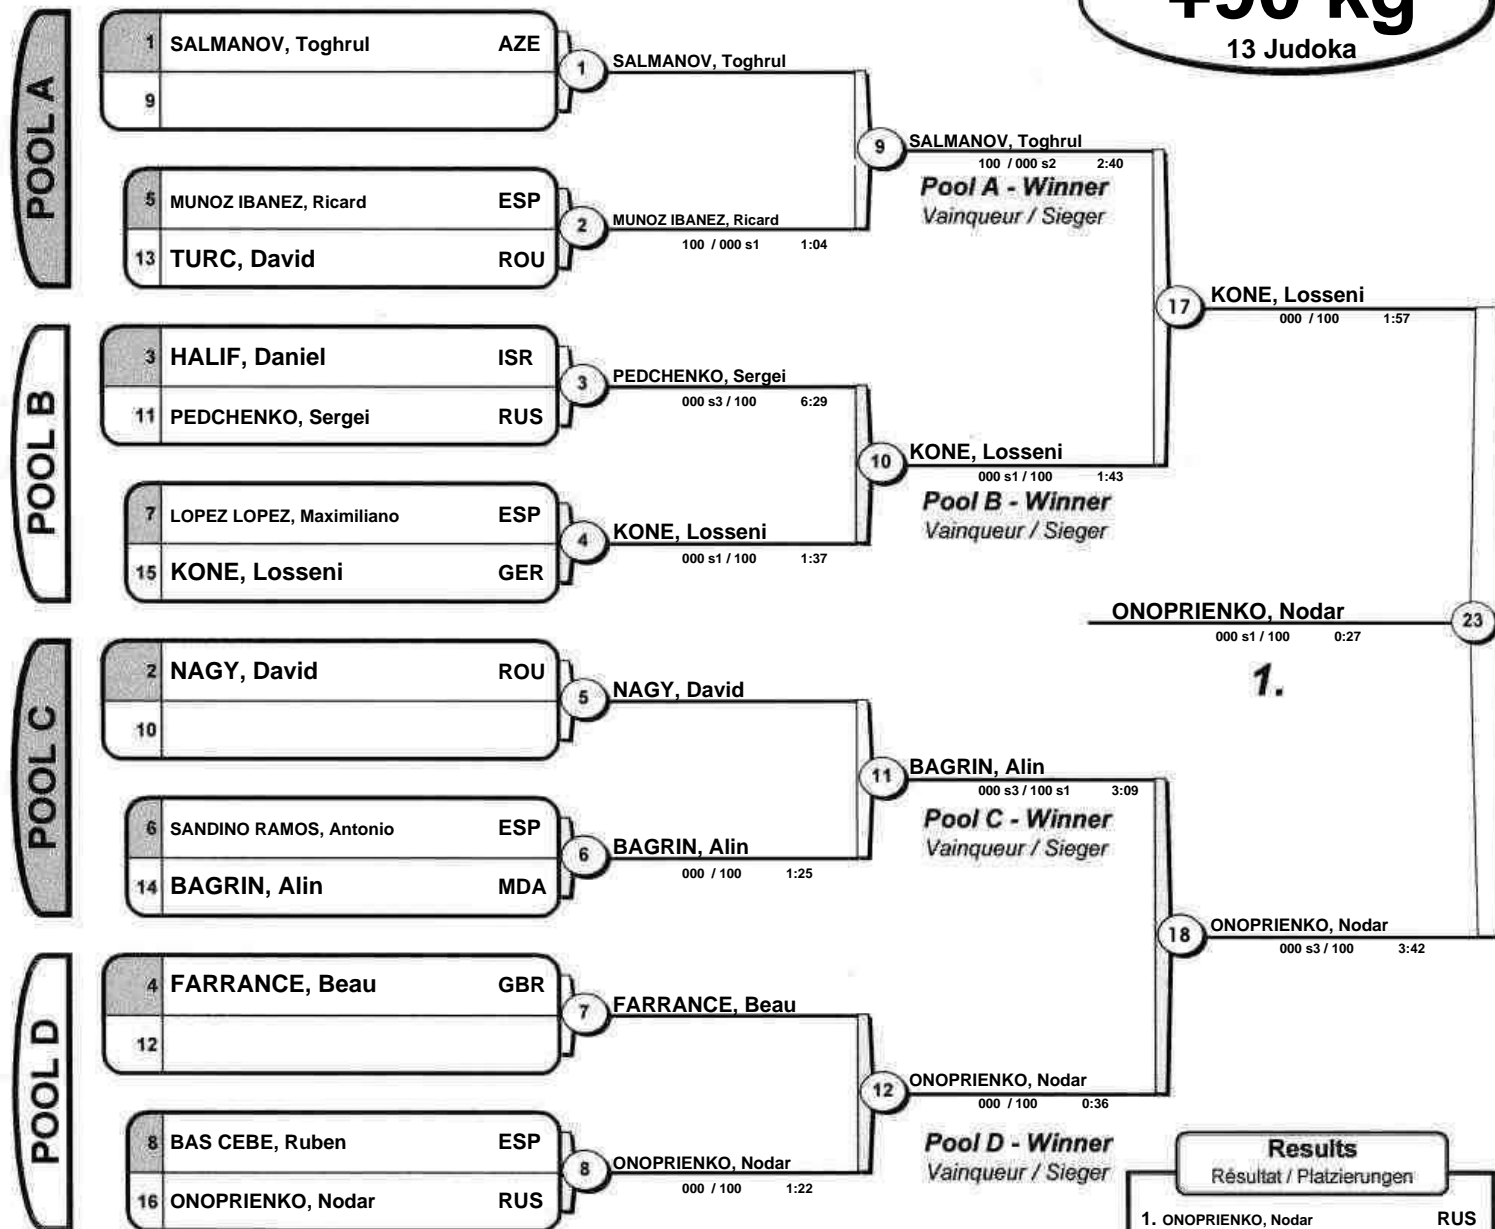 +90 kg
13 Judoka
POOL A
1 SALMANOV, Toghrul AZE
9
1 SALMANOV, Toghrul
5 MUNOZ IBANEZ, Ricard ESP
13 TURC, David ROU
2 MUNOZ IBANEZ, Ricard
100 / 000 s1 1:04
9 SALMANOV, Toghrul
100 / 000 s2 2:40
Pool A - Winner
Vainqueur / Sieger
POOL B
3 HALIF, Daniel ISR
11 PEDCHENKO, Sergei RUS
3 PEDCHENKO, Sergei
000 s3 / 100 6:29
7 LOPEZ LOPEZ, Maximiliano ESP
15 KONE, Losseni GER
4 KONE, Losseni
000 s1 / 100 1:37
10 KONE, Losseni
000 s1 / 100 1:43
Pool B - Winner
Vainqueur / Sieger
17 KONE, Losseni
000 / 100 1:57
ONOPRIENKO, Nodar 23
000 s1 / 100 0:27
1.
POOL C
2 NAGY, David ROU
10
5 NAGY, David
6 SANDINO RAMOS, Antonio ESP
14 BAGRIN, Alin MDA
6 BAGRIN, Alin
000 / 100 1:25
11 BAGRIN, Alin
000 s3 / 100 s1 3:09
Pool C - Winner
Vainqueur / Sieger
POOL D
4 FARRANCE, Beau GBR
12
7 FARRANCE, Beau
8 BAS CEBE, Ruben ESP
16 ONOPRIENKO, Nodar RUS
8 ONOPRIENKO, Nodar
000 / 100 1:22
12 ONOPRIENKO, Nodar
000 / 100 0:36
Pool D - Winner
Vainqueur / Sieger
18 ONOPRIENKO, Nodar
000 s3 / 100 3:42
Results
Résultat / Platzierungen
1. ONOPRIENKO, Nodar RUS